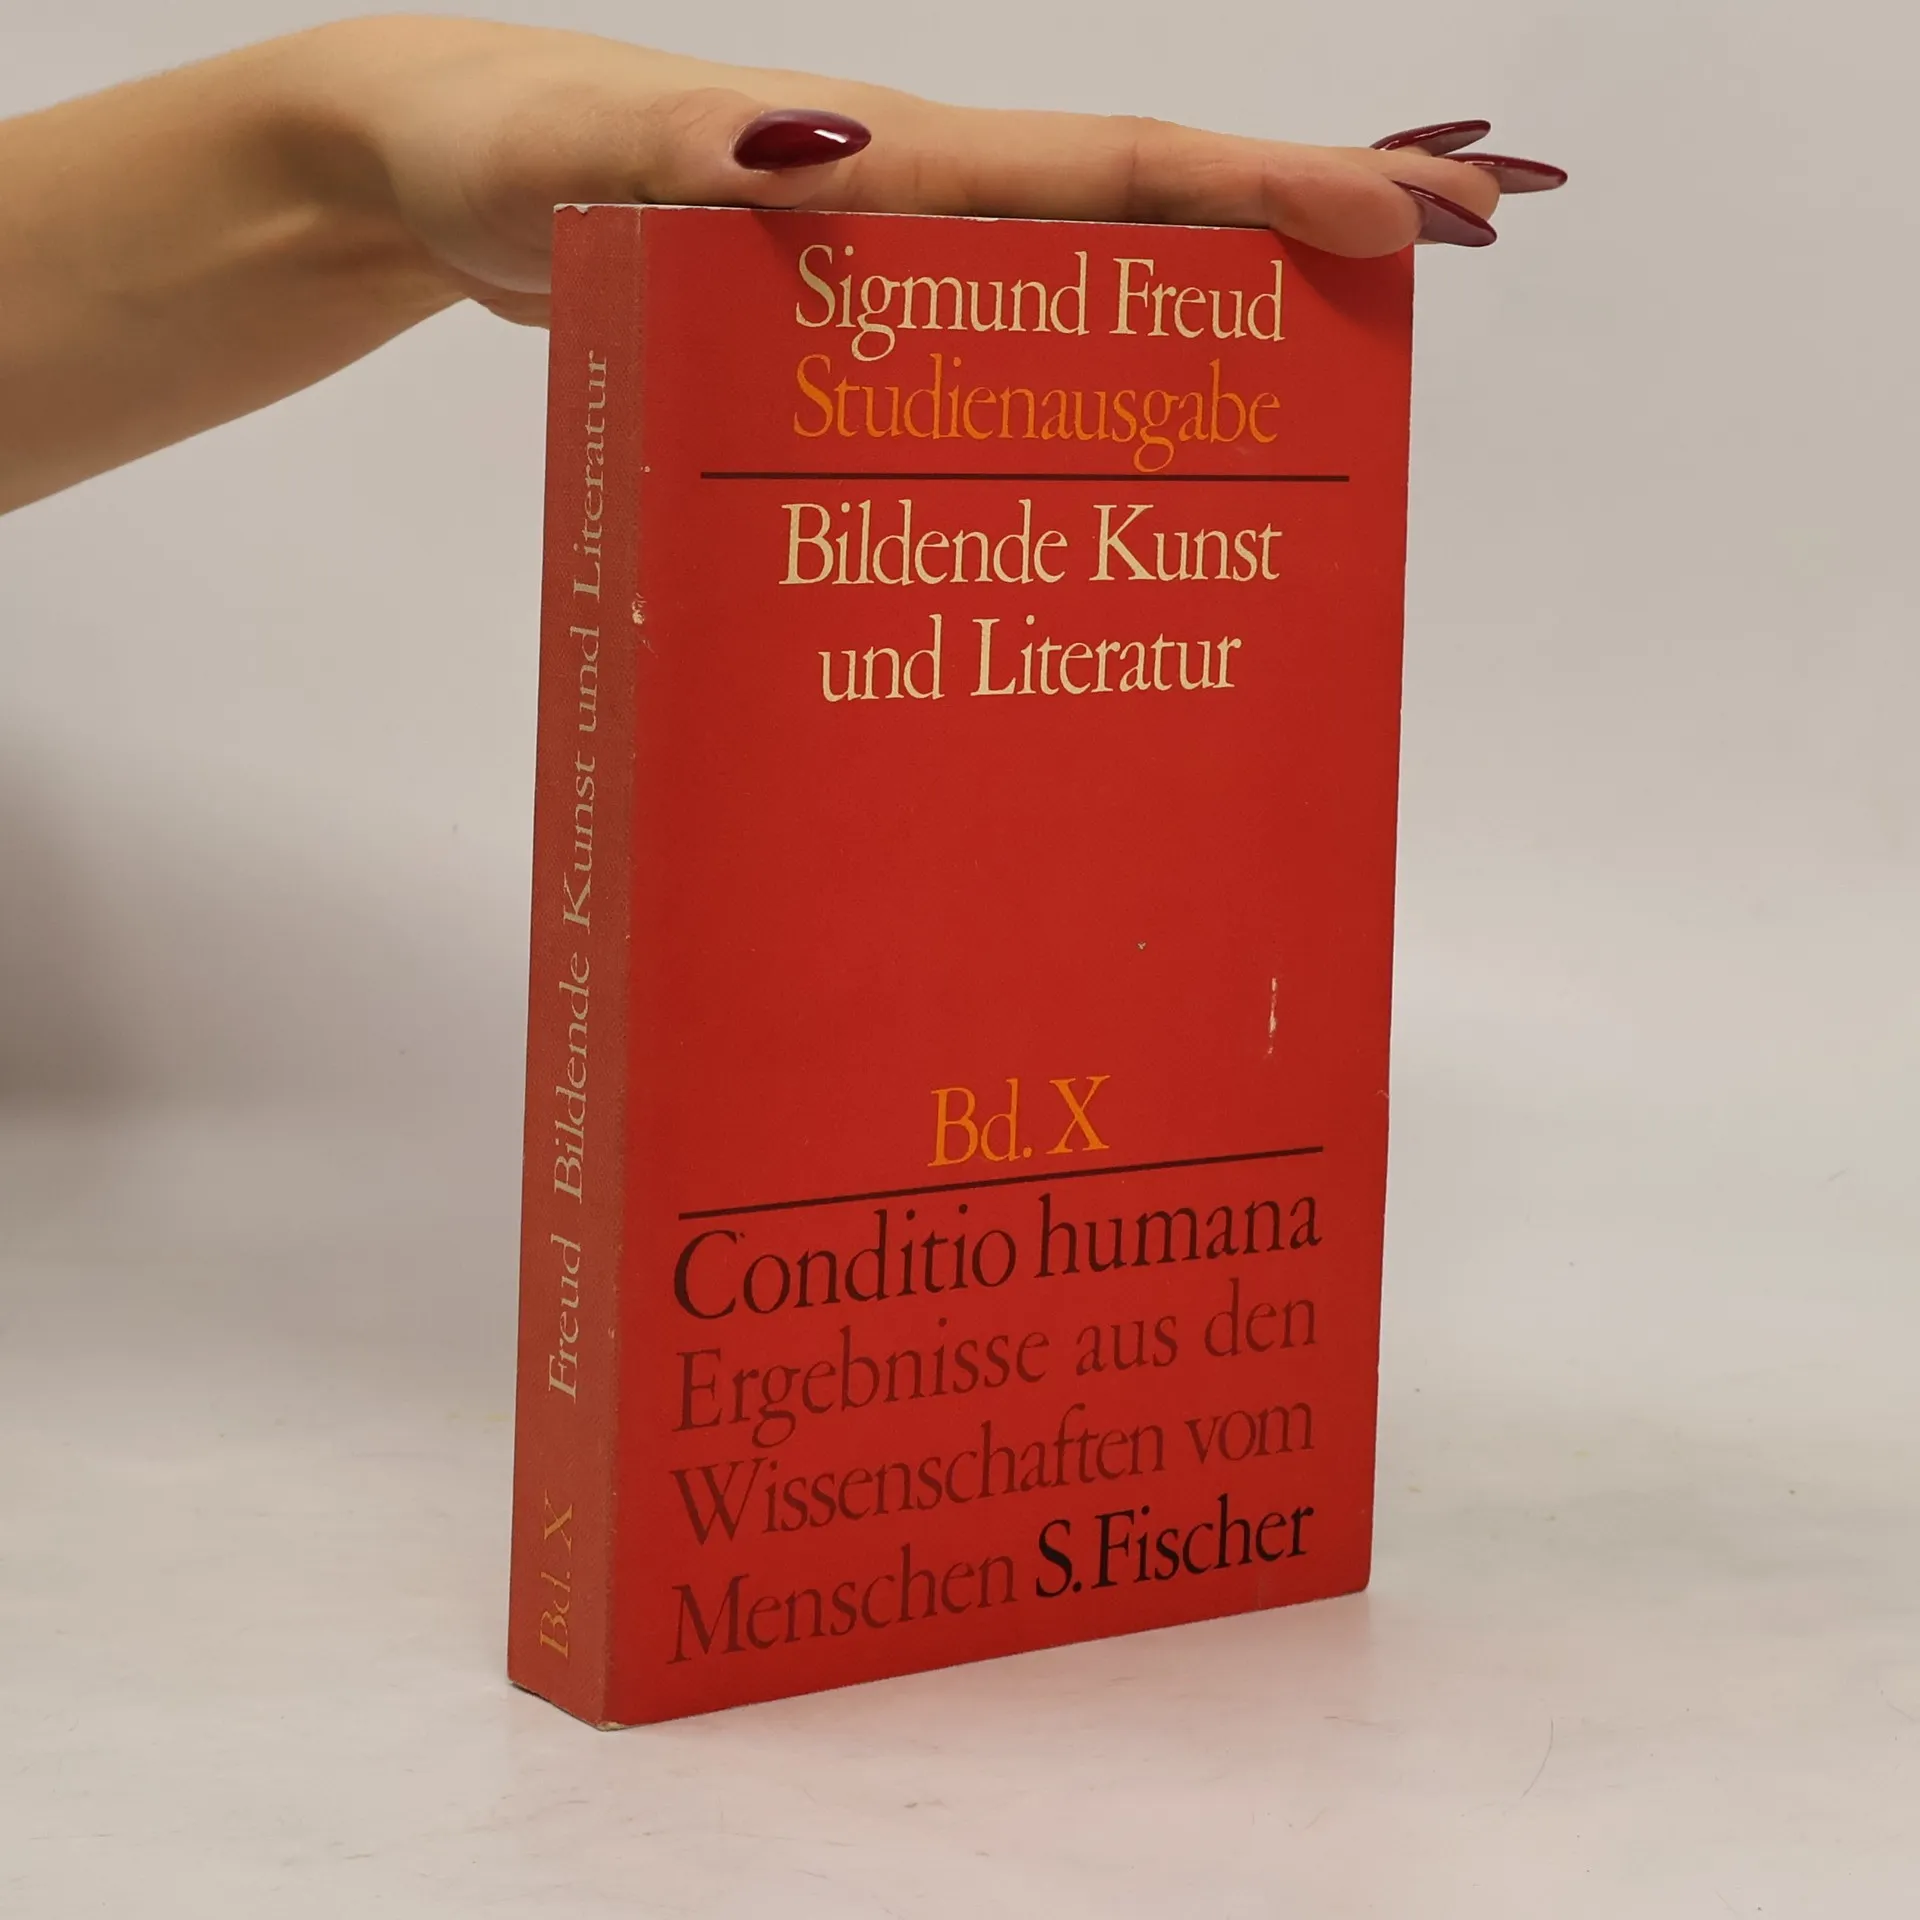 Sigmund Freud
Studienausgabe
Bildende Kunst
und Literatur
Bd. X
Conditio humana
Ergebnisse aus den
Wissenschaften vom
Menschen S. Fischer
Bd. X Freud Bildende Kunst und Literatur